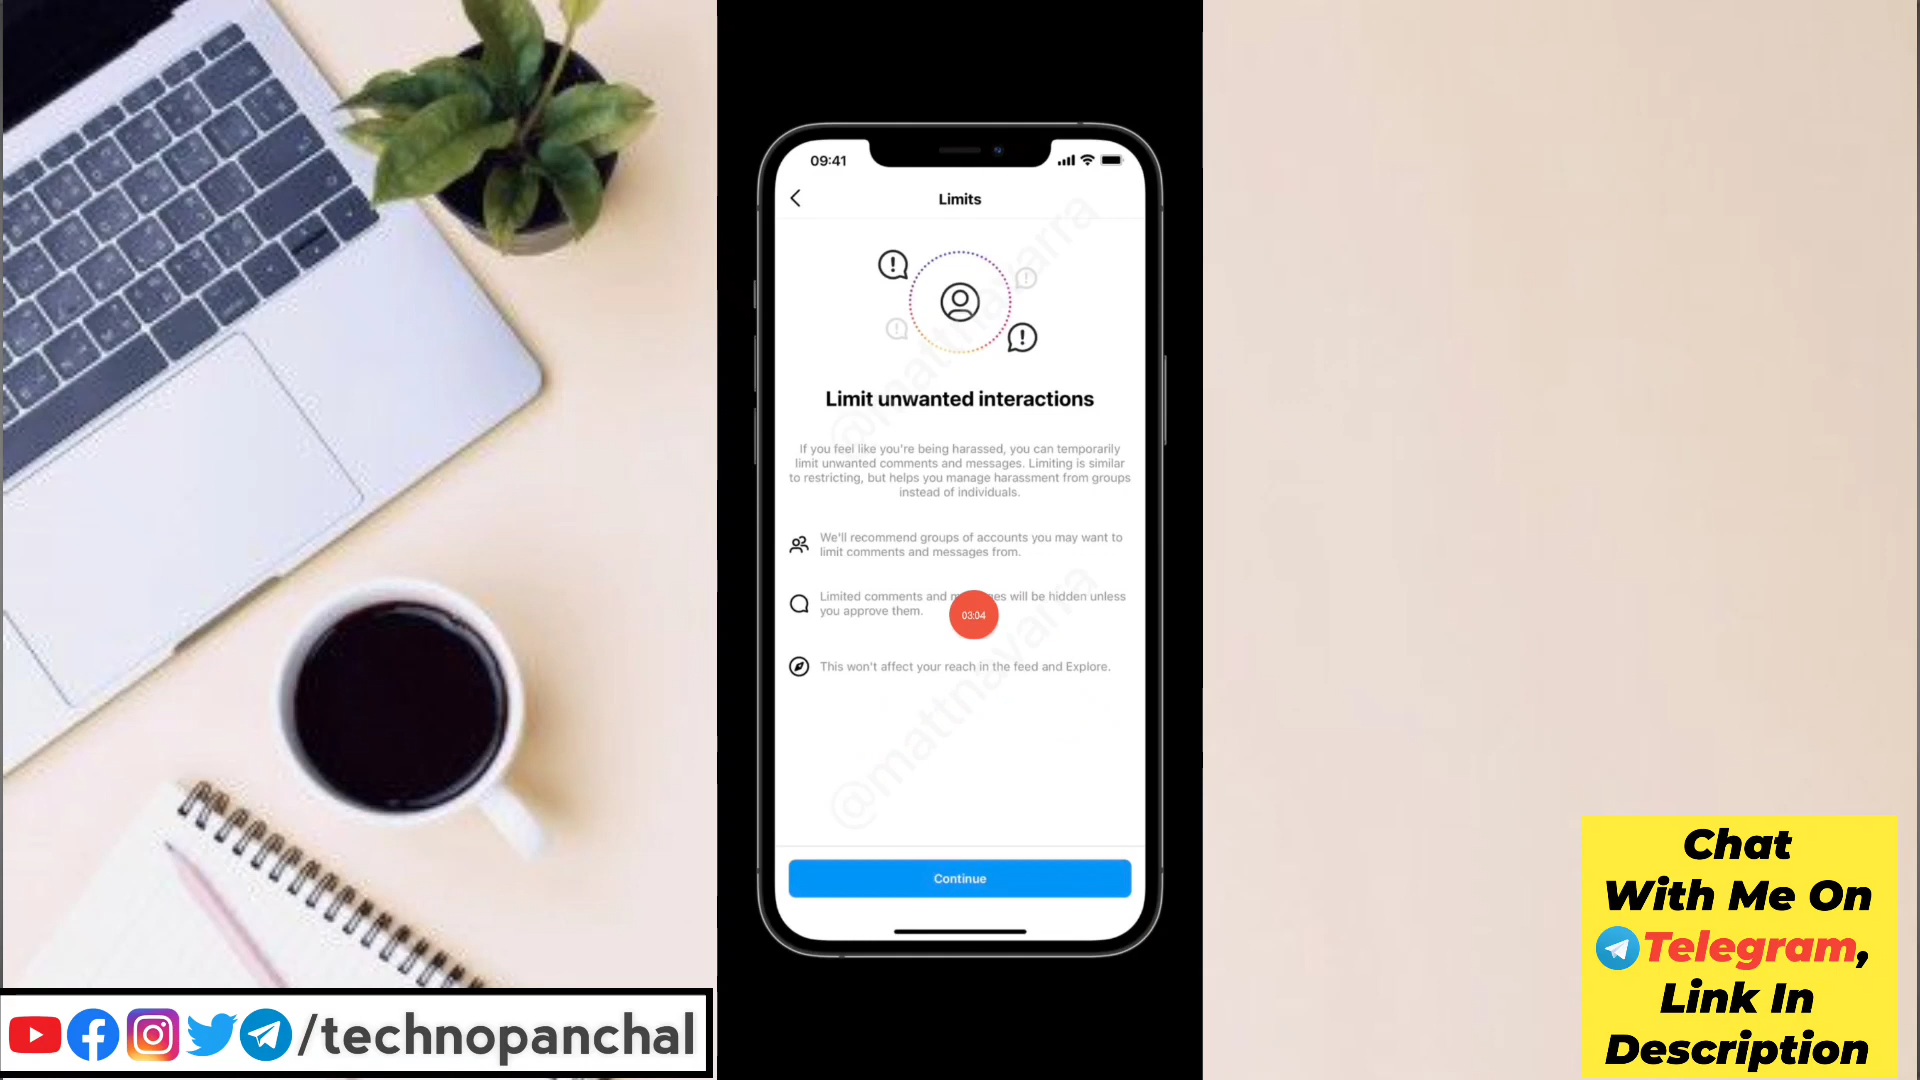 09:41
Limits
Limit unwanted interactions
If you feel like you're being harassed, you can temporarily
limit unwanted comments and messages. Limiting is similar
to restricting, but helps you manage harassment from groups
instead of individuals.
We'll recommend groups of accounts you may want to
limit comments and messages from.
Limited comments and will be hidden unless
you approve them.
03:04
This won't affect your reach in the feed and Explore.
Continue
@mattnavarra
@mattnavarra
/technopanchal
Chat
With Me On
Telegram,
Link In
Description